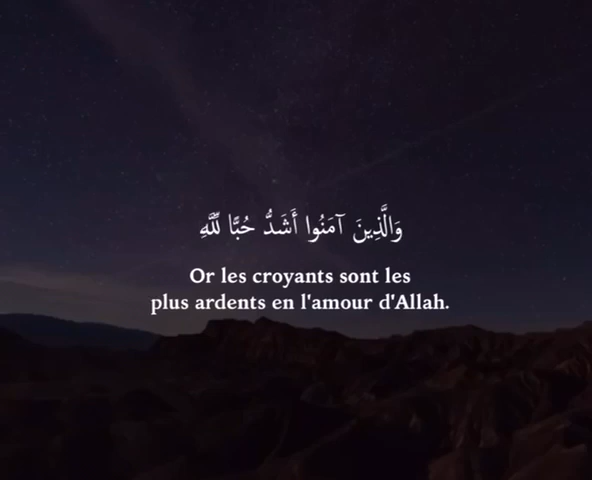 وَالَّذِينَ آمَنُوا أَشَدُّ حُبًّا لِّلَّهِ
Or les croyants sont les
plus ardents en l'amour d'Allah.